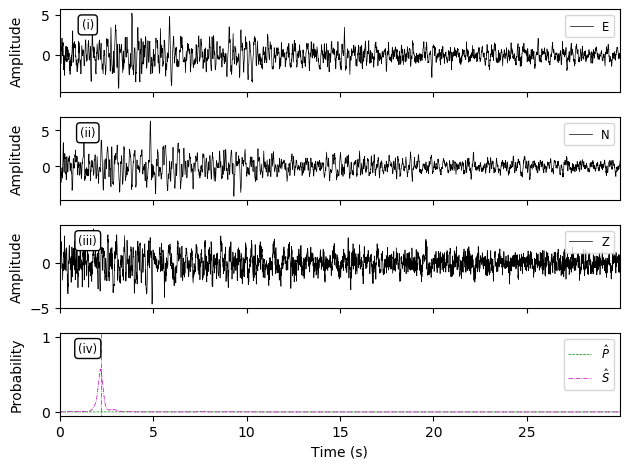 (i)
E
Amplitude
5
0
(ii)
N
Amplitude
5
0
(iii)
Z
Amplitude
0
−5
(iv)
P̂
Ŝ
Probability
1
0
0 5 10 15 20 25
Time (s)